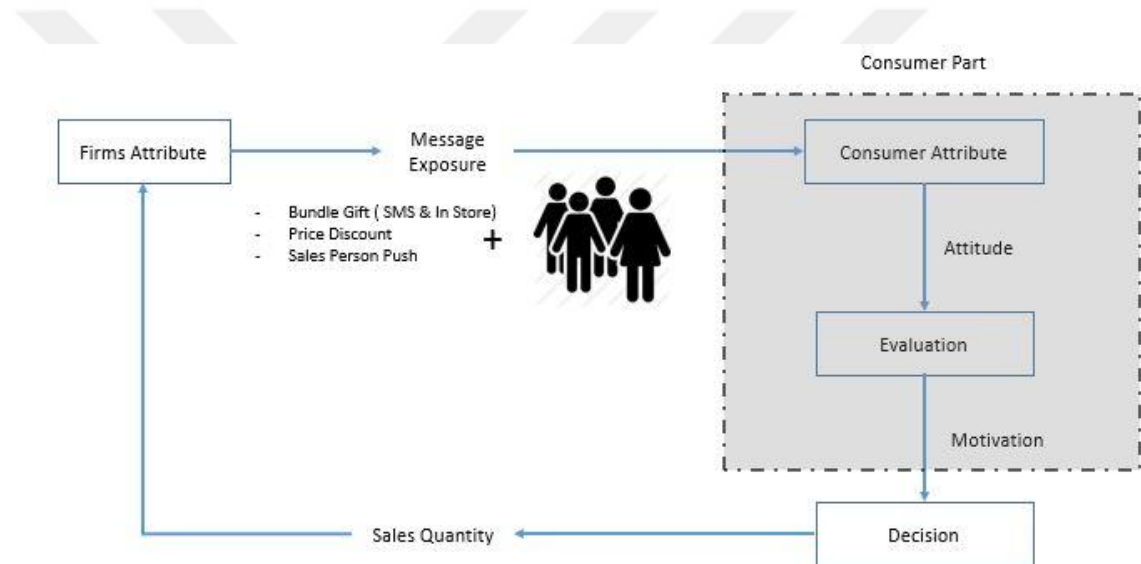 Consumer Part
Firms Attribute
Message
Exposure
Consumer Attribute
- Bundle Gift ( SMS & In Store)
- Price Discount
- Sales Person Push
+
Attitude
Evaluation
Motivation
Sales Quantity
Decision